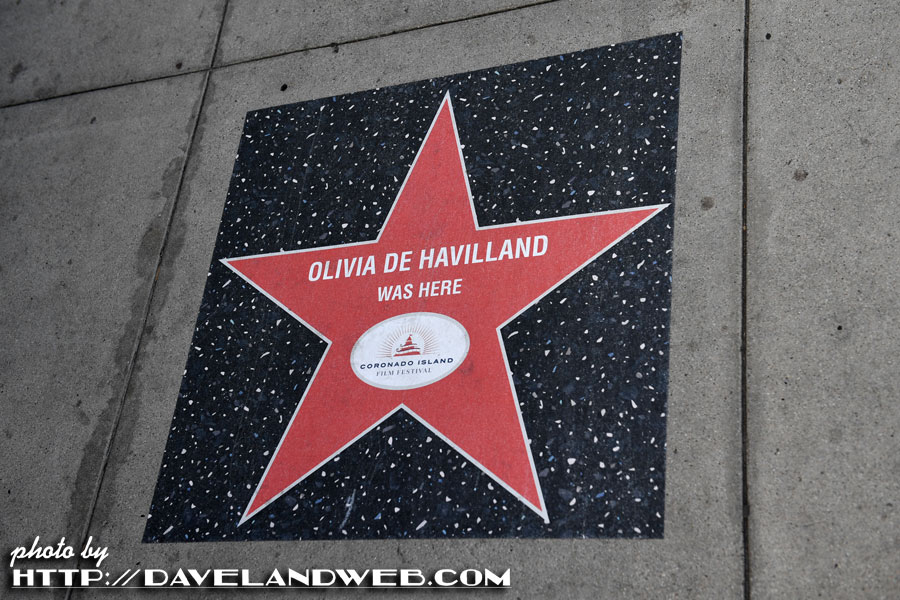 OLIVIA DE HAVILLAND
WAS HERE
CORONADO ISLAND
FILM FESTIVAL
photo by
HTTP://DAVELANDWEB.COM